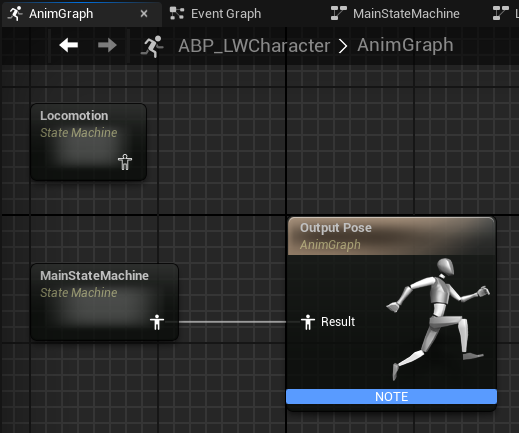 AnimGraph
Event Graph
MainStateMachine
L
ABP_LWCharacter > AnimGraph
Locomotion
State Machine
Output Pose
AnimGraph
MainStateMachine
State Machine
Result
NOTE